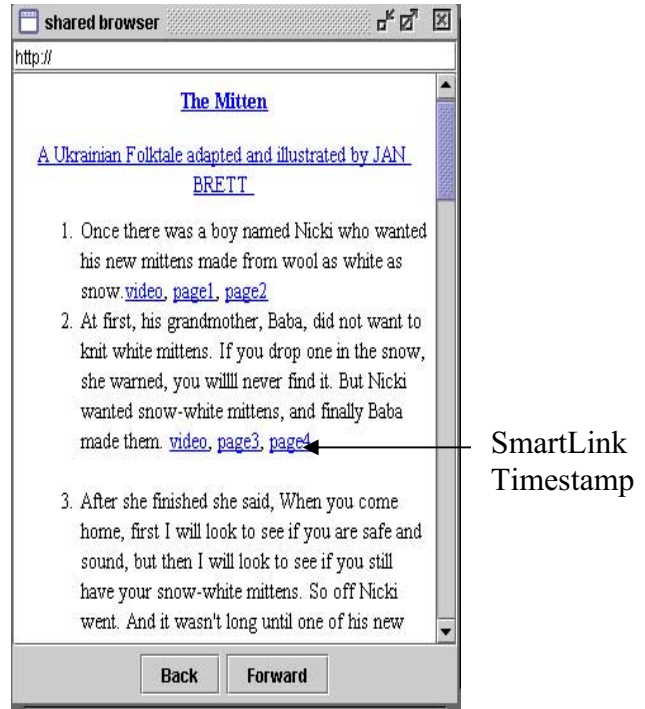 shared browser
http://
The Mitten
A Ukrainian Folktale adapted and illustrated by JAN
BRETT
1. Once there was a boy named Nicki who wanted
his new mittens made from wool as white as
snow.video, page1, page2
2. At first, his grandmother, Baba, did not want to
knit white mittens. If you drop one in the snow,
she warned, you willll never find it. But Nicki
wanted snow-white mittens, and finally Baba
made them. video, page3, page4
SmartLink
Timestamp
3. After she finished she said, When you come
home, first I will look to see if you are safe and
sound, but then I will look to see if you still
have your snow-white mittens. So off Nicki
went. And it wasn't long until one of his new
Back Forward